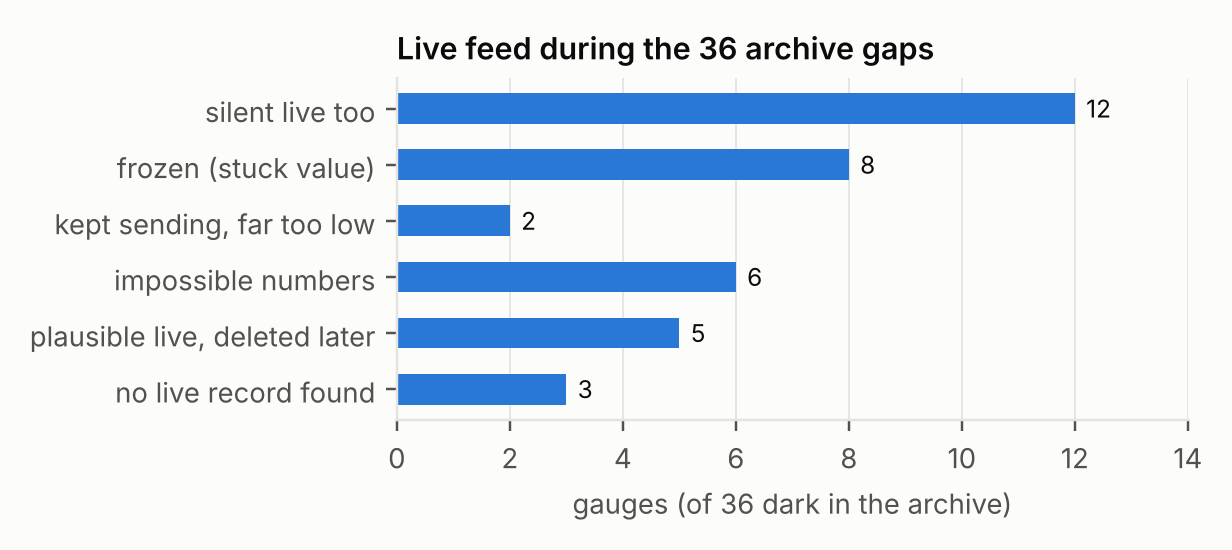 Live feed during the 36 archive gaps
silent live too
12
frozen (stuck value)
8
kept sending, far too low
2
impossible numbers
6
plausible live, deleted later
5
no live record found
3
0 2 4 6 8 10 12 14
gauges (of 36 dark in the archive)